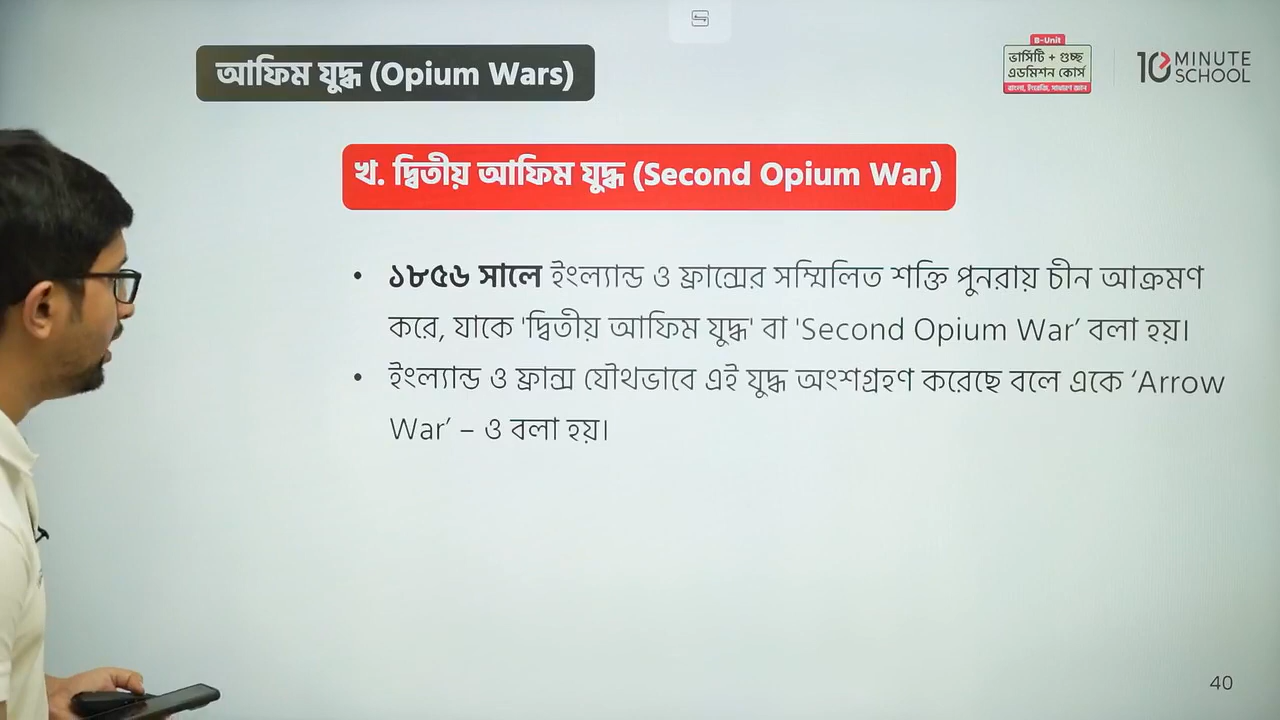 আফিম যুদ্ধ (Opium Wars)
B-Unit
ভার্সিটি + গুচ্ছ
এডমিশন কোর্স
বাংলা, ইংরেজি, সাধারণ জ্ঞান
10 MINUTE
SCHOOL
খ. দ্বিতীয় আফিম যুদ্ধ (Second Opium War)
• ১৮৫৬ সালে ইংল্যান্ড ও ফ্রান্সের সম্মিলিত শক্তি পুনরায় চীন আক্রমণ
করে, যাকে 'দ্বিতীয় আফিম যুদ্ধ' বা 'Second Opium War’ বলা হয়।
• ইংল্যান্ড ও ফ্রান্স যৌথভাবে এই যুদ্ধ অংশগ্রহণ করেছে বলে একে ‘Arrow
War’ – ও বলা হয়।
40